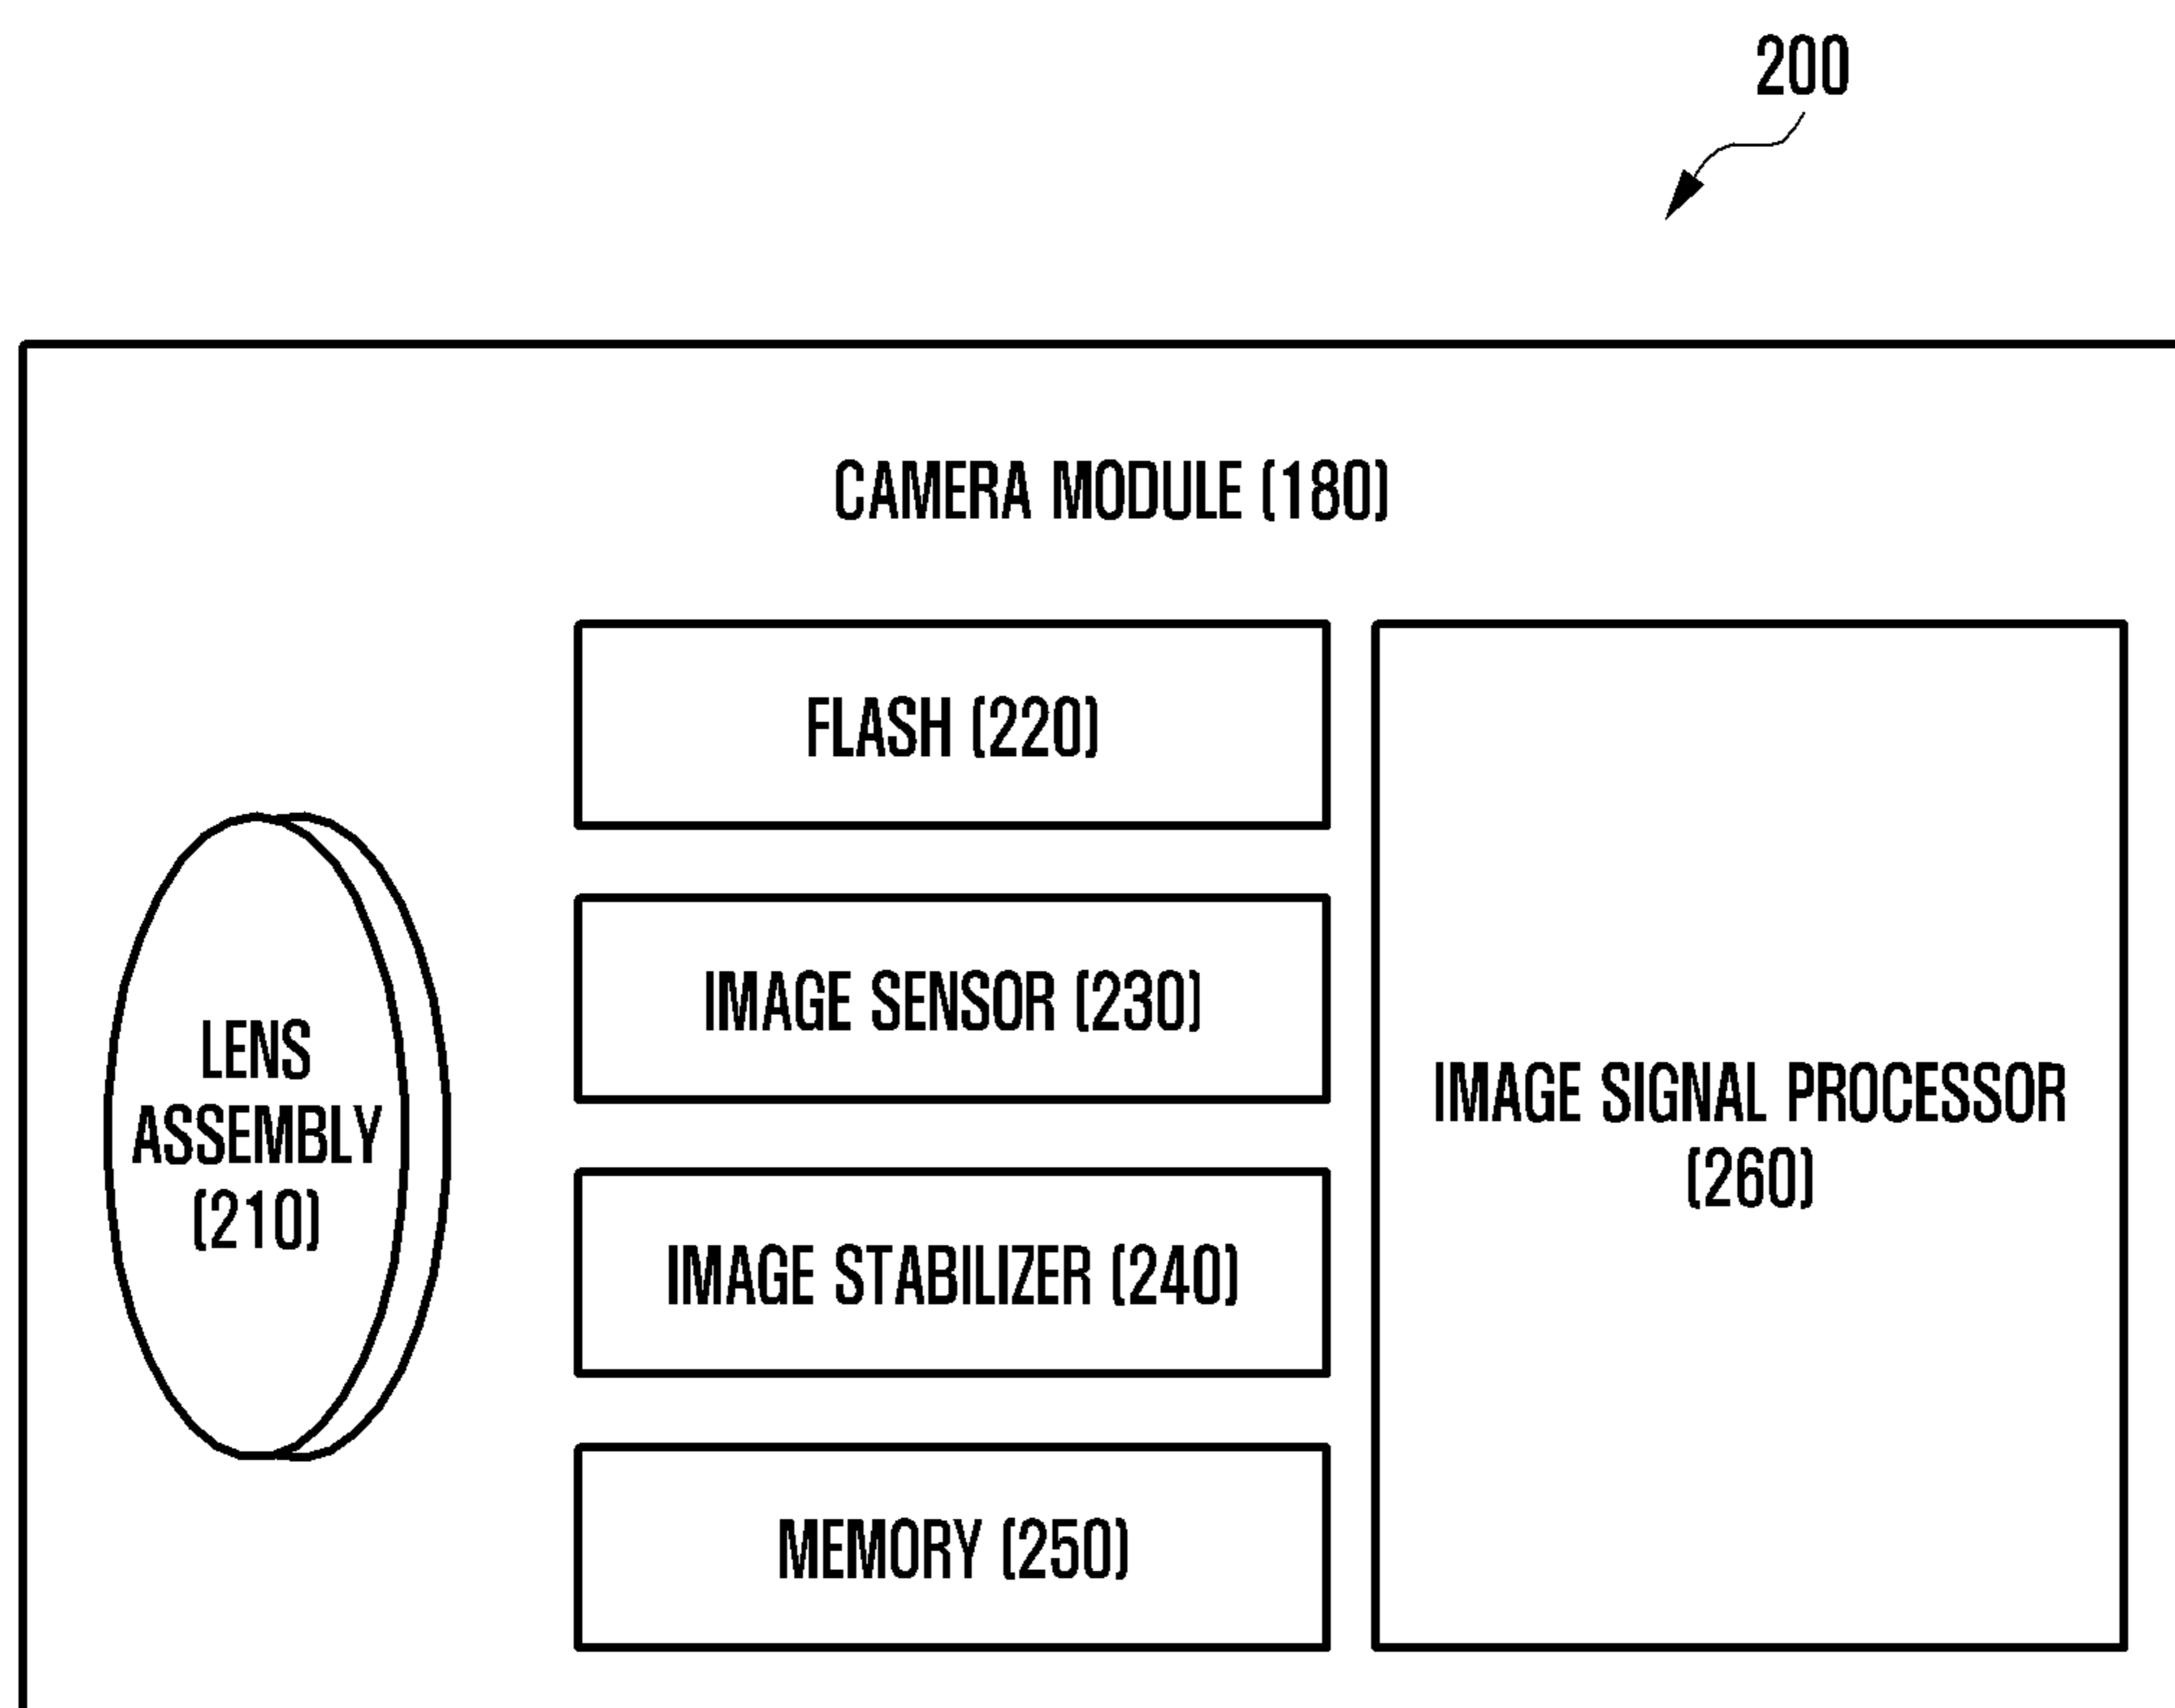 200
CAMERA MODULE (180)
FLASH (220)
IMAGE SENSOR (230)
IMAGE STABILIZER (240)
MEMORY (250)
LENS
ASSEMBLY
(210)
IMAGE SIGNAL PROCESSOR
(260)